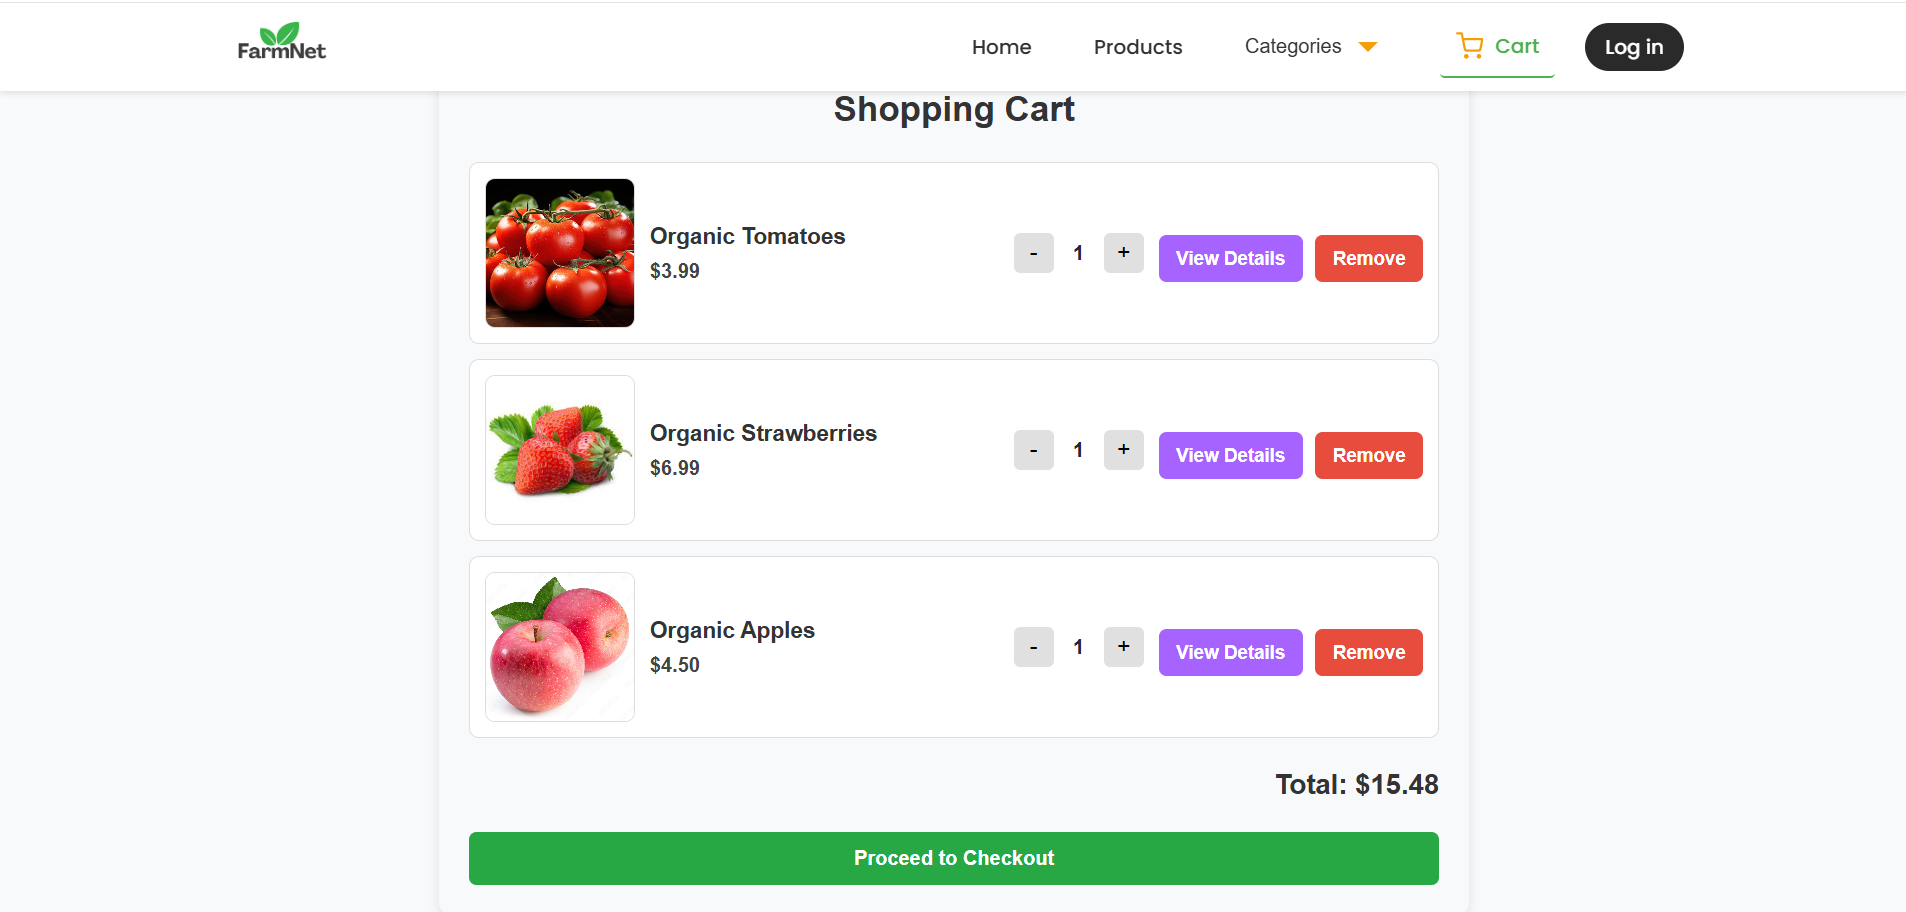 FarmNet
Home
Products
Categories
Cart
Log in
Shopping Cart
Organic Tomatoes
$3.99
- 1 +
View Details
Remove
Organic Strawberries
$6.99
- 1 +
View Details
Remove
Organic Apples
$4.50
- 1 +
View Details
Remove
Total: $15.48
Proceed to Checkout